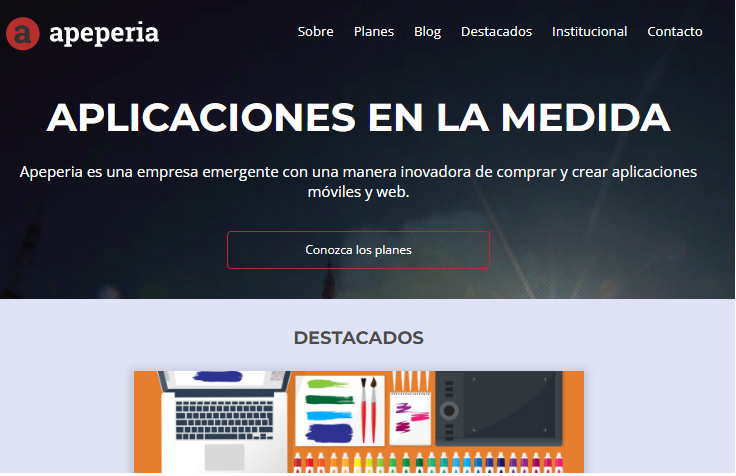 a apeperia
Sobre Planes Blog Destacados Institucional Contacto
APLICACIONES EN LA MEDIDA
Apeperia es una empresa emergente con una manera inovadora de comprar y crear aplicaciones
móviles y web.
Conozca los planes
DESTACADOS